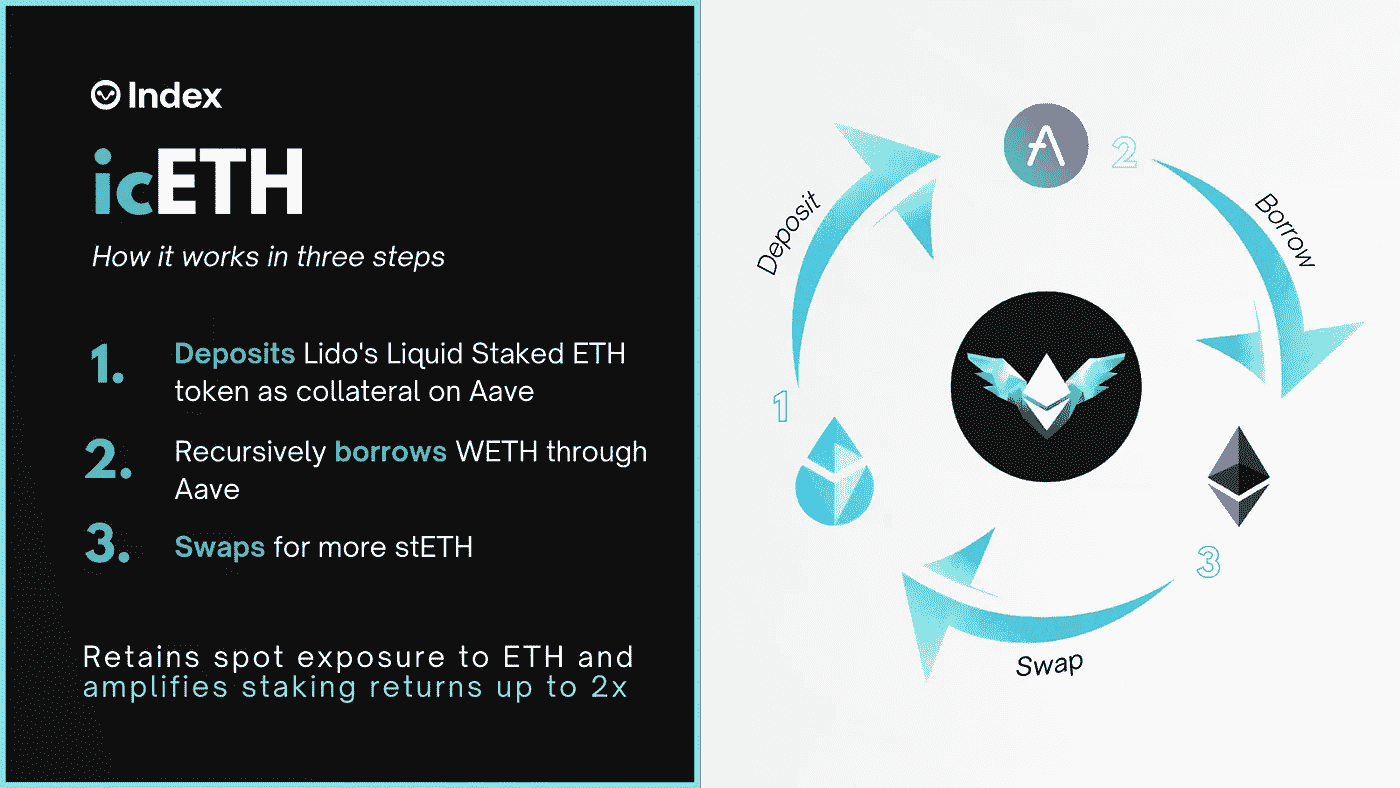 Index
icETH
How it works in three steps
1. Deposits Lido's Liquid Staked ETH
token as collateral on Aave
2. Recursively borrows WETH through
Aave
3. Swaps for more stETH
Retains spot exposure to ETH and
amplifies staking returns up to 2x
2
Deposit
Borrow
1
3
Swap